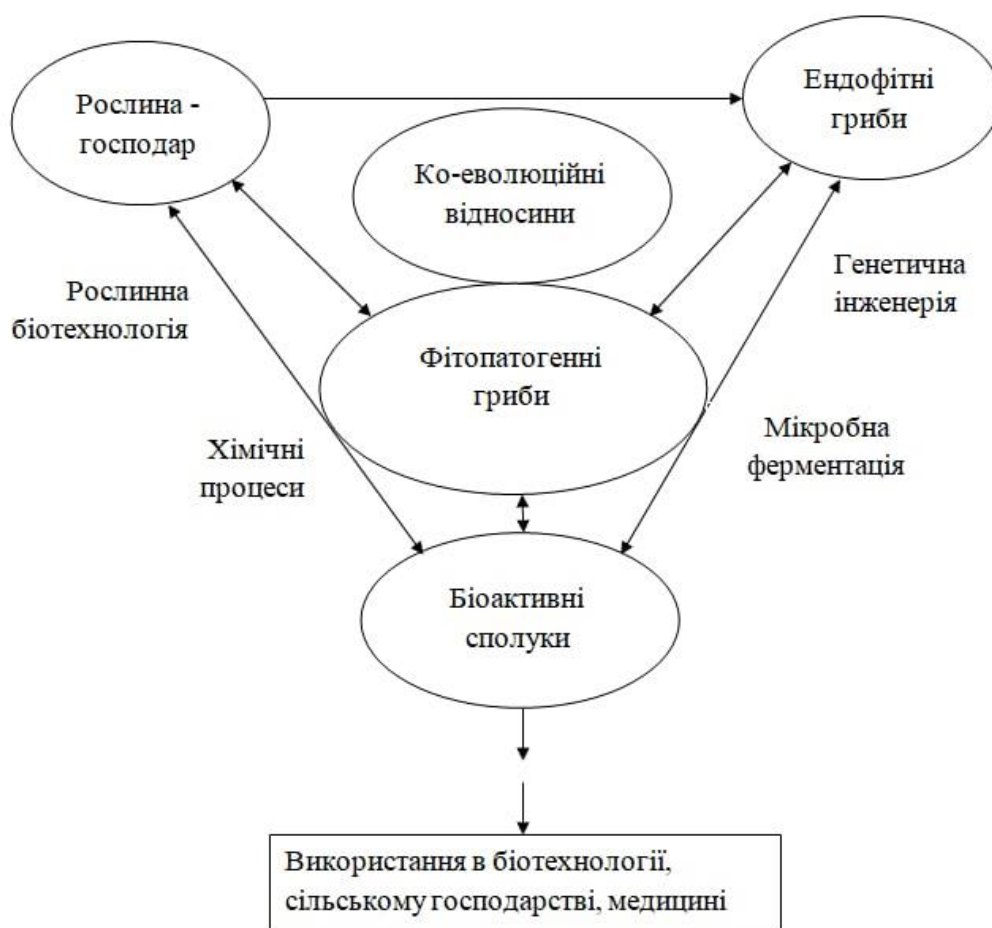 Рослина -
господар
Ендофітні
гриби
Ко-еволюційні
відносини
Рослинна
біотехнологія
Генетична
інженерія
Фітопатогенні
гриби
Хімічні
процеси
Мікробна
ферментація
Біоактивні
сполуки
Використання в біотехнології,
сільському господарстві, медицині